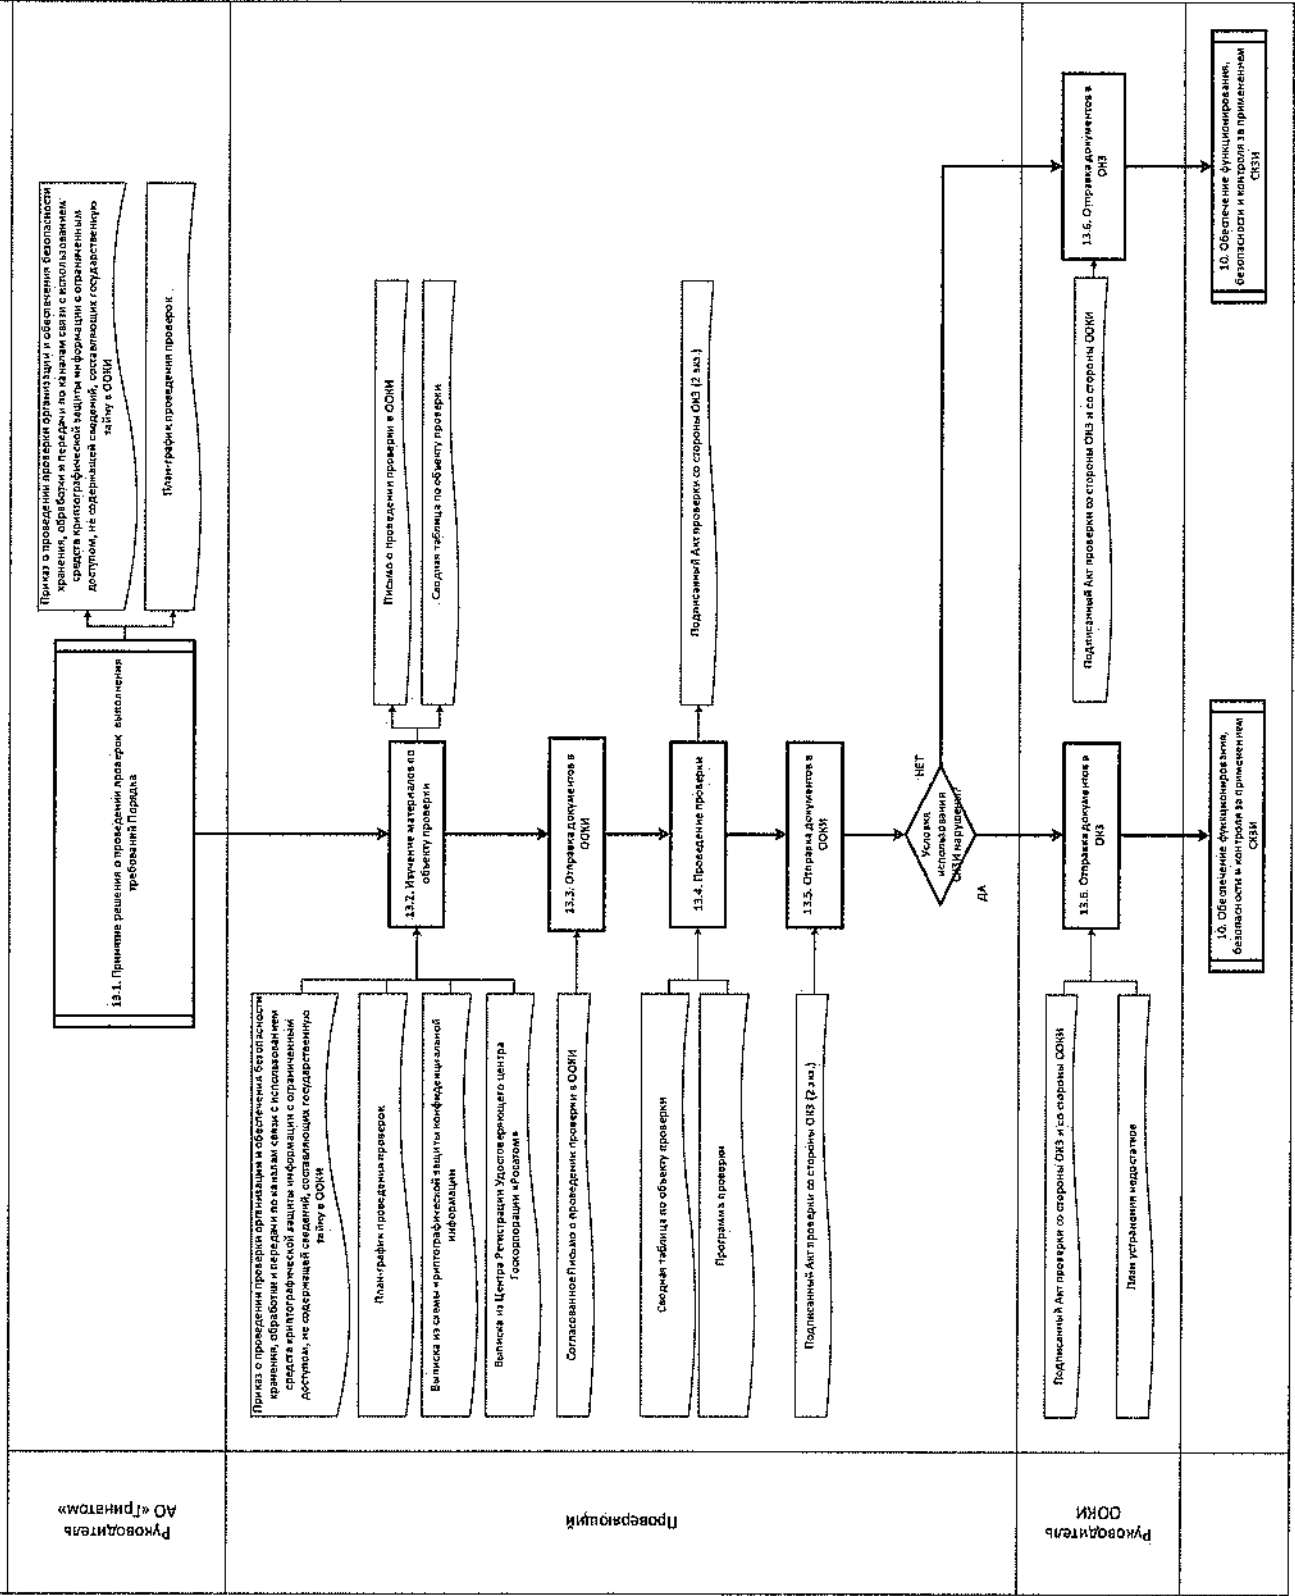 Руководитель
АО «Гринатом»
13.1. Принятие решения о проведении проверок выполнения
требований Порядка
Приказ о проведении проверки организации и обеспечения безопасности
хранения, обработки и передачи по каналам связи с использованием
средств криптографической защиты информации с ограниченным
доступом, не содержащей сведений, составляющих государственную
тайну в ООКИ
План-график проведения проверок
Проверяющий
Приказ о проведении проверки организации и обеспечения безопасности
хранения, обработки и передачи по каналам связи с использованием
средств криптографической защиты информации с ограниченным
доступом, не содержащей сведений, составляющих государственную
тайну в ООКИ
План-график проведения проверок
Выписка из схемы криптографической защиты конфиденциальной
информации
Выписка из Центра Регистрации Удостоверяющего центра
Госкорпорации «Росатом»
13.2. Изучение материалов по
объекту проверки
Письмо о проведении проверки в ООКИ
Сводная таблица по объекту проверки
Согласованное Письмо о проведении проверки в ООКИ
13.3. Отправка документов в
ООКИ
Сводная таблица по объекту проверки
Программа проверки
13.4. Проведение проверки
Подписанный Акт проверки со стороны ОКЗ (2 экз.)
Подписанный Акт проверки со стороны ОКЗ (2 экз.)
13.5. Отправка документов в
ООКИ
Условия
использования
СКЗИ нарушены?
НЕТ
ДА
Руководитель
ООКИ
Подписанный Акт проверки со стороны ОКЗ и со стороны ООКИ
План устранения недостатков
13.6. Отправка документов в
ОКЗ
Подписанный Акт проверки со стороны ОКЗ и со стороны ООКИ
13.6. Отправка документов в
ОКЗ
10. Обеспечение функционирования,
безопасности и контроля за применением
СКЗИ
10. Обеспечение функционирования,
безопасности и контроля за применением
СКЗИ